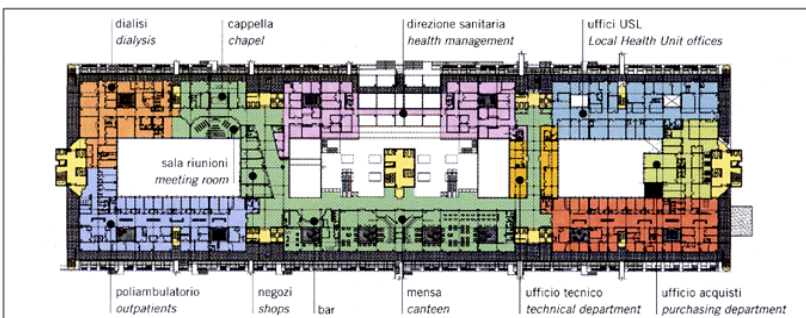 dialisi
dialysis
cappella
chapel
direzione sanitaria
health management
uffici USL
Local Health Unit offices
sala riunioni
meeting room
poliambulatorio
outpatients
negozi
shops
bar
mensa
canteen
ufficio tecnico
technical department
ufficio acquisti
purchasing department